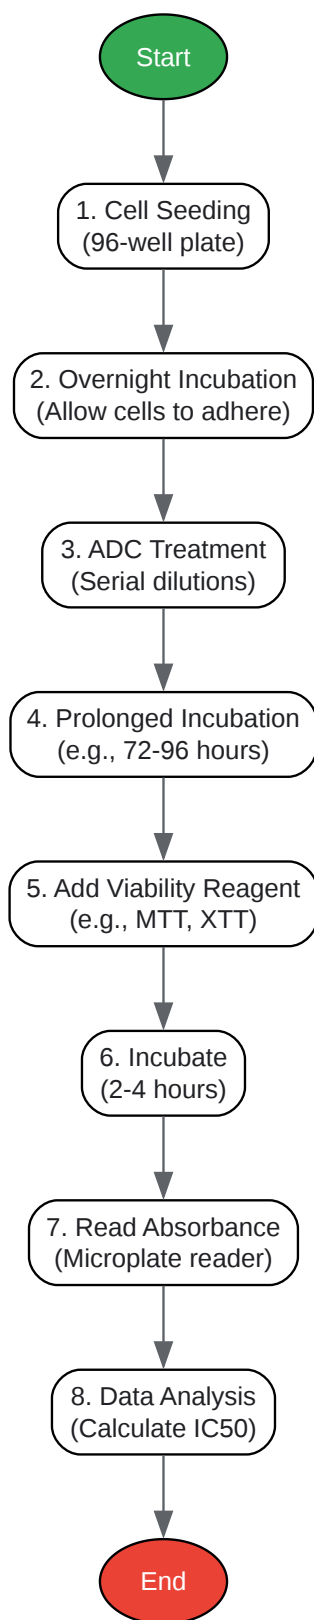 Start
1. Cell Seeding
(96-well plate)
2. Overnight Incubation
(Allow cells to adhere)
3. ADC Treatment
(Serial dilutions)
4. Prolonged Incubation
(e.g., 72-96 hours)
5. Add Viability Reagent
(e.g., MTT, XTT)
6. Incubate
(2-4 hours)
7. Read Absorbance
(Microplate reader)
8. Data Analysis
(Calculate IC50)
End